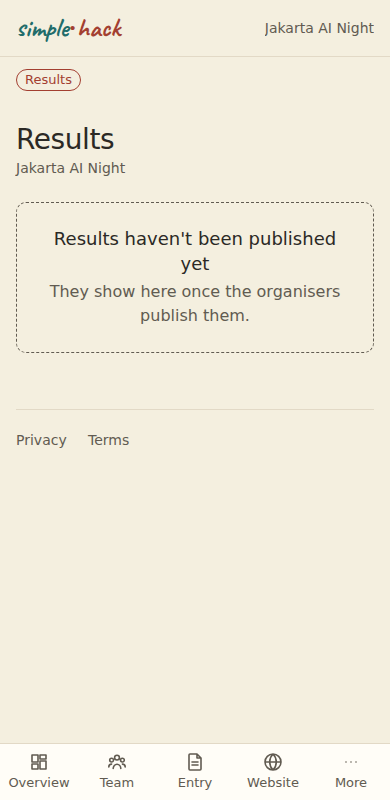 simple·hack
Jakarta AI Night
Results
Results
Jakarta AI Night
Results haven't been published
yet
They show here once the organisers
publish them.
Privacy Terms
Overview Team Entry Website More